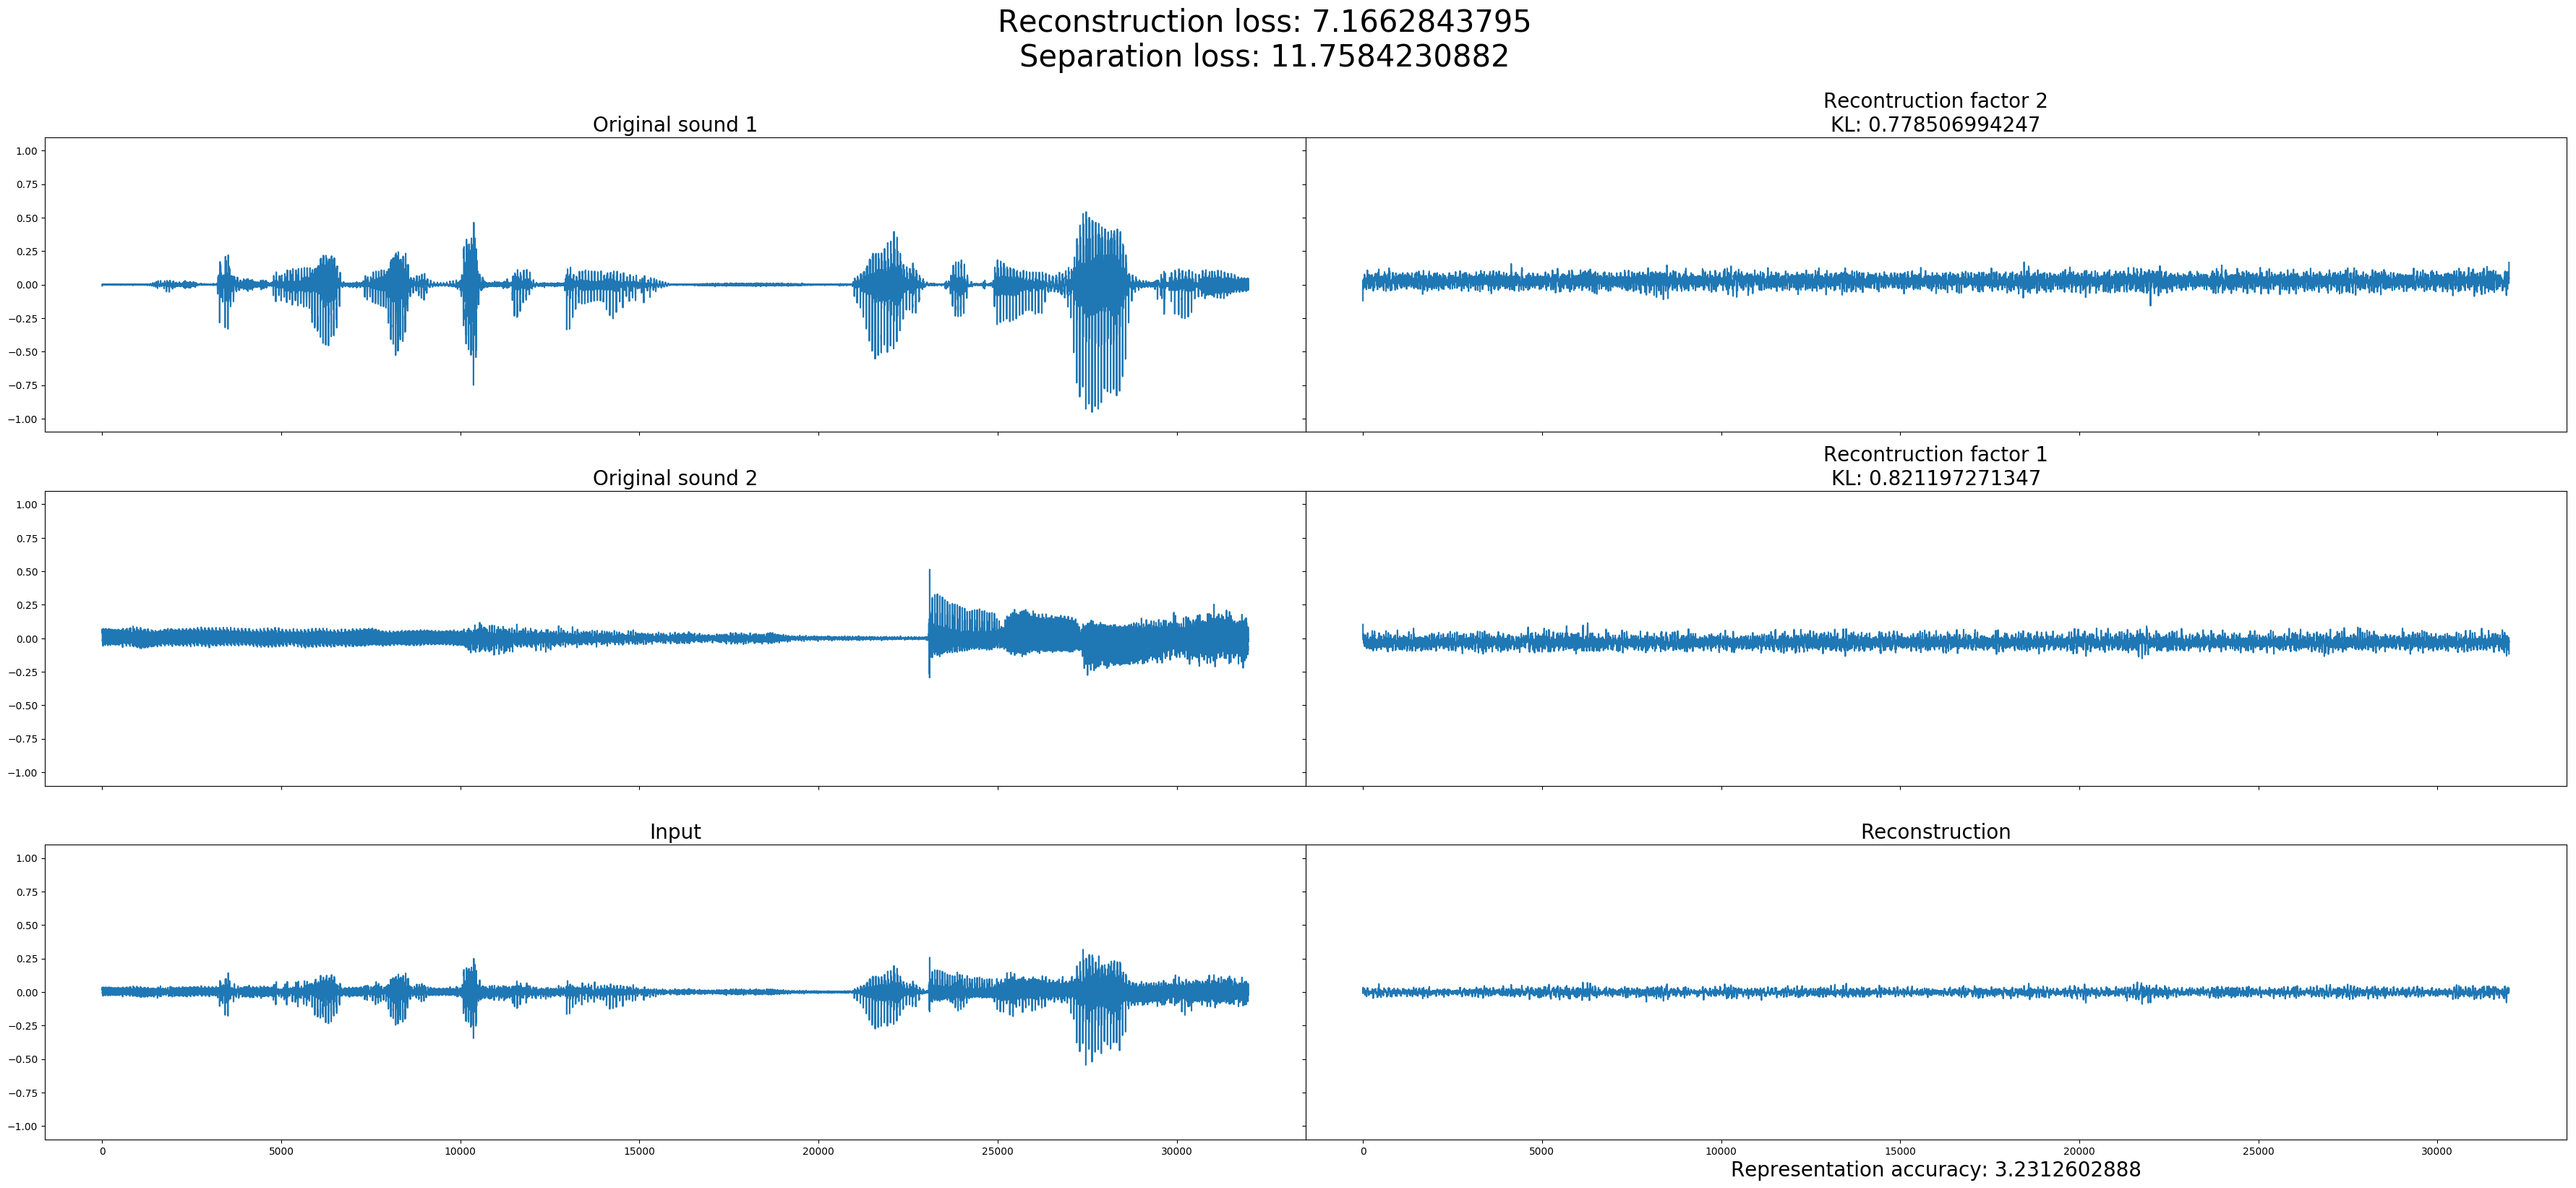 Reconstruction loss: 7.1662843795
Separation loss: 11.7584230882
Original sound 1
Recontruction factor 2
KL: 0.778506994247
1.00
0.75
0.50
0.25
0.00
−0.25
−0.50
−0.75
−1.00
Original sound 2
Recontruction factor 1
KL: 0.821197271347
1.00
0.75
0.50
0.25
0.00
−0.25
−0.50
−0.75
−1.00
Input
Reconstruction
1.00
0.75
0.50
0.25
0.00
−0.25
−0.50
−0.75
−1.00
0 5000 10000 15000 20000 25000 30000
0 5000 10000 15000 20000 25000 30000
Representation accuracy: 3.2312602888